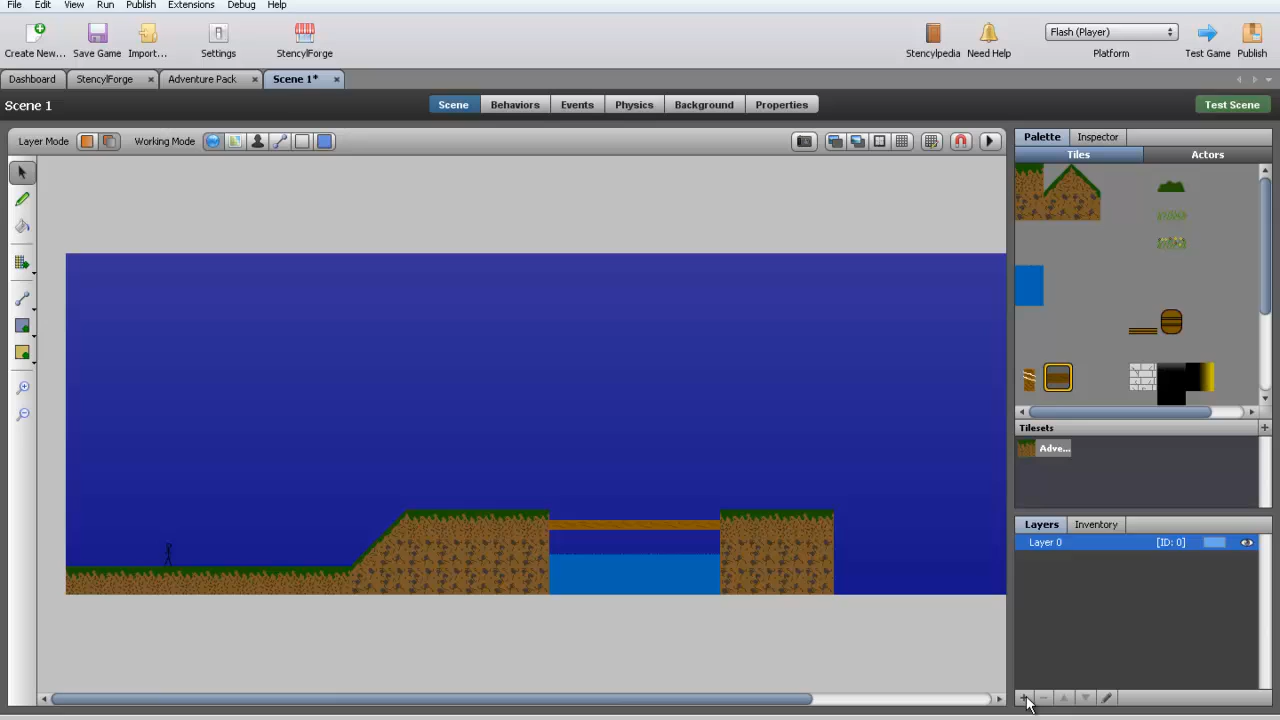 File Edit View Run Publish Extensions Debug Help
Create New... Save Game Import... Settings StencylForge Stencylpedia Need Help Flash (Player) Platform Test Game Publish
Dashboard StencylForge Adventure Pack Scene 1*
Scene 1 Scene Behaviors Events Physics Background Properties Test Scene
Layer Mode Working Mode Palette Inspector
Tiles Actors
Tilesets
Adve...
Layers Inventory
Layer 0 [ID: 0]